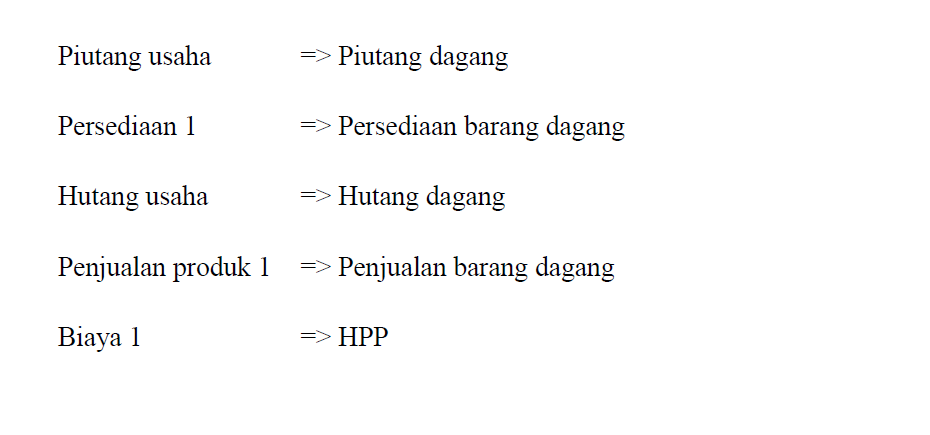 Piutang usaha => Piutang dagang
Persediaan 1 => Persediaan barang dagang
Hutang usaha => Hutang dagang
Penjualan produk 1 => Penjualan barang dagang
Biaya 1 => HPP